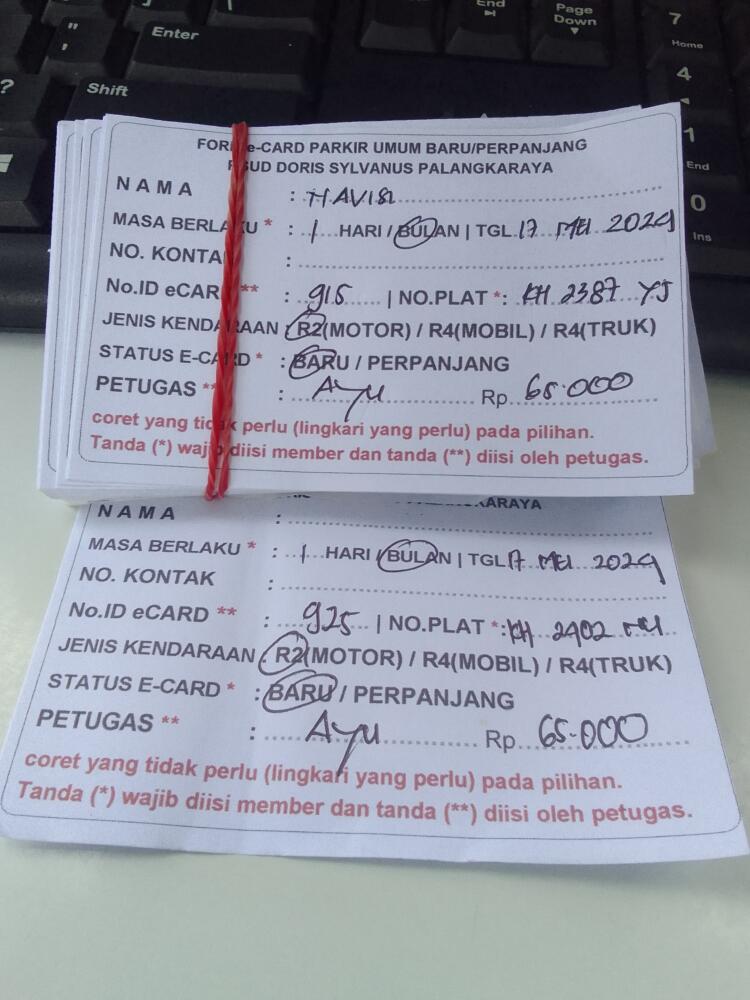 End
Page
Down
7
Home
Enter
"
,
?
Shift
4
1
End
0
Ins
FORM e-CARD PARKIR UMUM BARU/PERPANJANG
RSUD DORIS SYLVANUS PALANGKARAYA
NAMA :
MASA BERLAKU * : 1 HARI / BULAN | TGL 17 MEI 2024
NO. KONTAK :
No.ID eCARD ** : 915 | NO.PLAT *: KH 2387 YJ
JENIS KENDARAAN : R2(MOTOR) / R4(MOBIL) / R4(TRUK)
STATUS E-CARD * : BARU / PERPANJANG
PETUGAS ** : Ayu Rp 65.000
coret yang tidak perlu (lingkari yang perlu) pada pilihan.
Tanda (*) wajib diisi member dan tanda (**) diisi oleh petugas.
NAMA :
MASA BERLAKU * : 1 HARI / BULAN | TGL 17 MEI 2024
NO. KONTAK :
No.ID eCARD ** : 925 | NO.PLAT *: KH 2402
JENIS KENDARAAN : R2(MOTOR) / R4(MOBIL) / R4(TRUK)
STATUS E-CARD * : BARU / PERPANJANG
PETUGAS ** : Ayu Rp 65.000
coret yang tidak perlu (lingkari yang perlu) pada pilihan.
Tanda (*) wajib diisi member dan tanda (**) diisi oleh petugas.